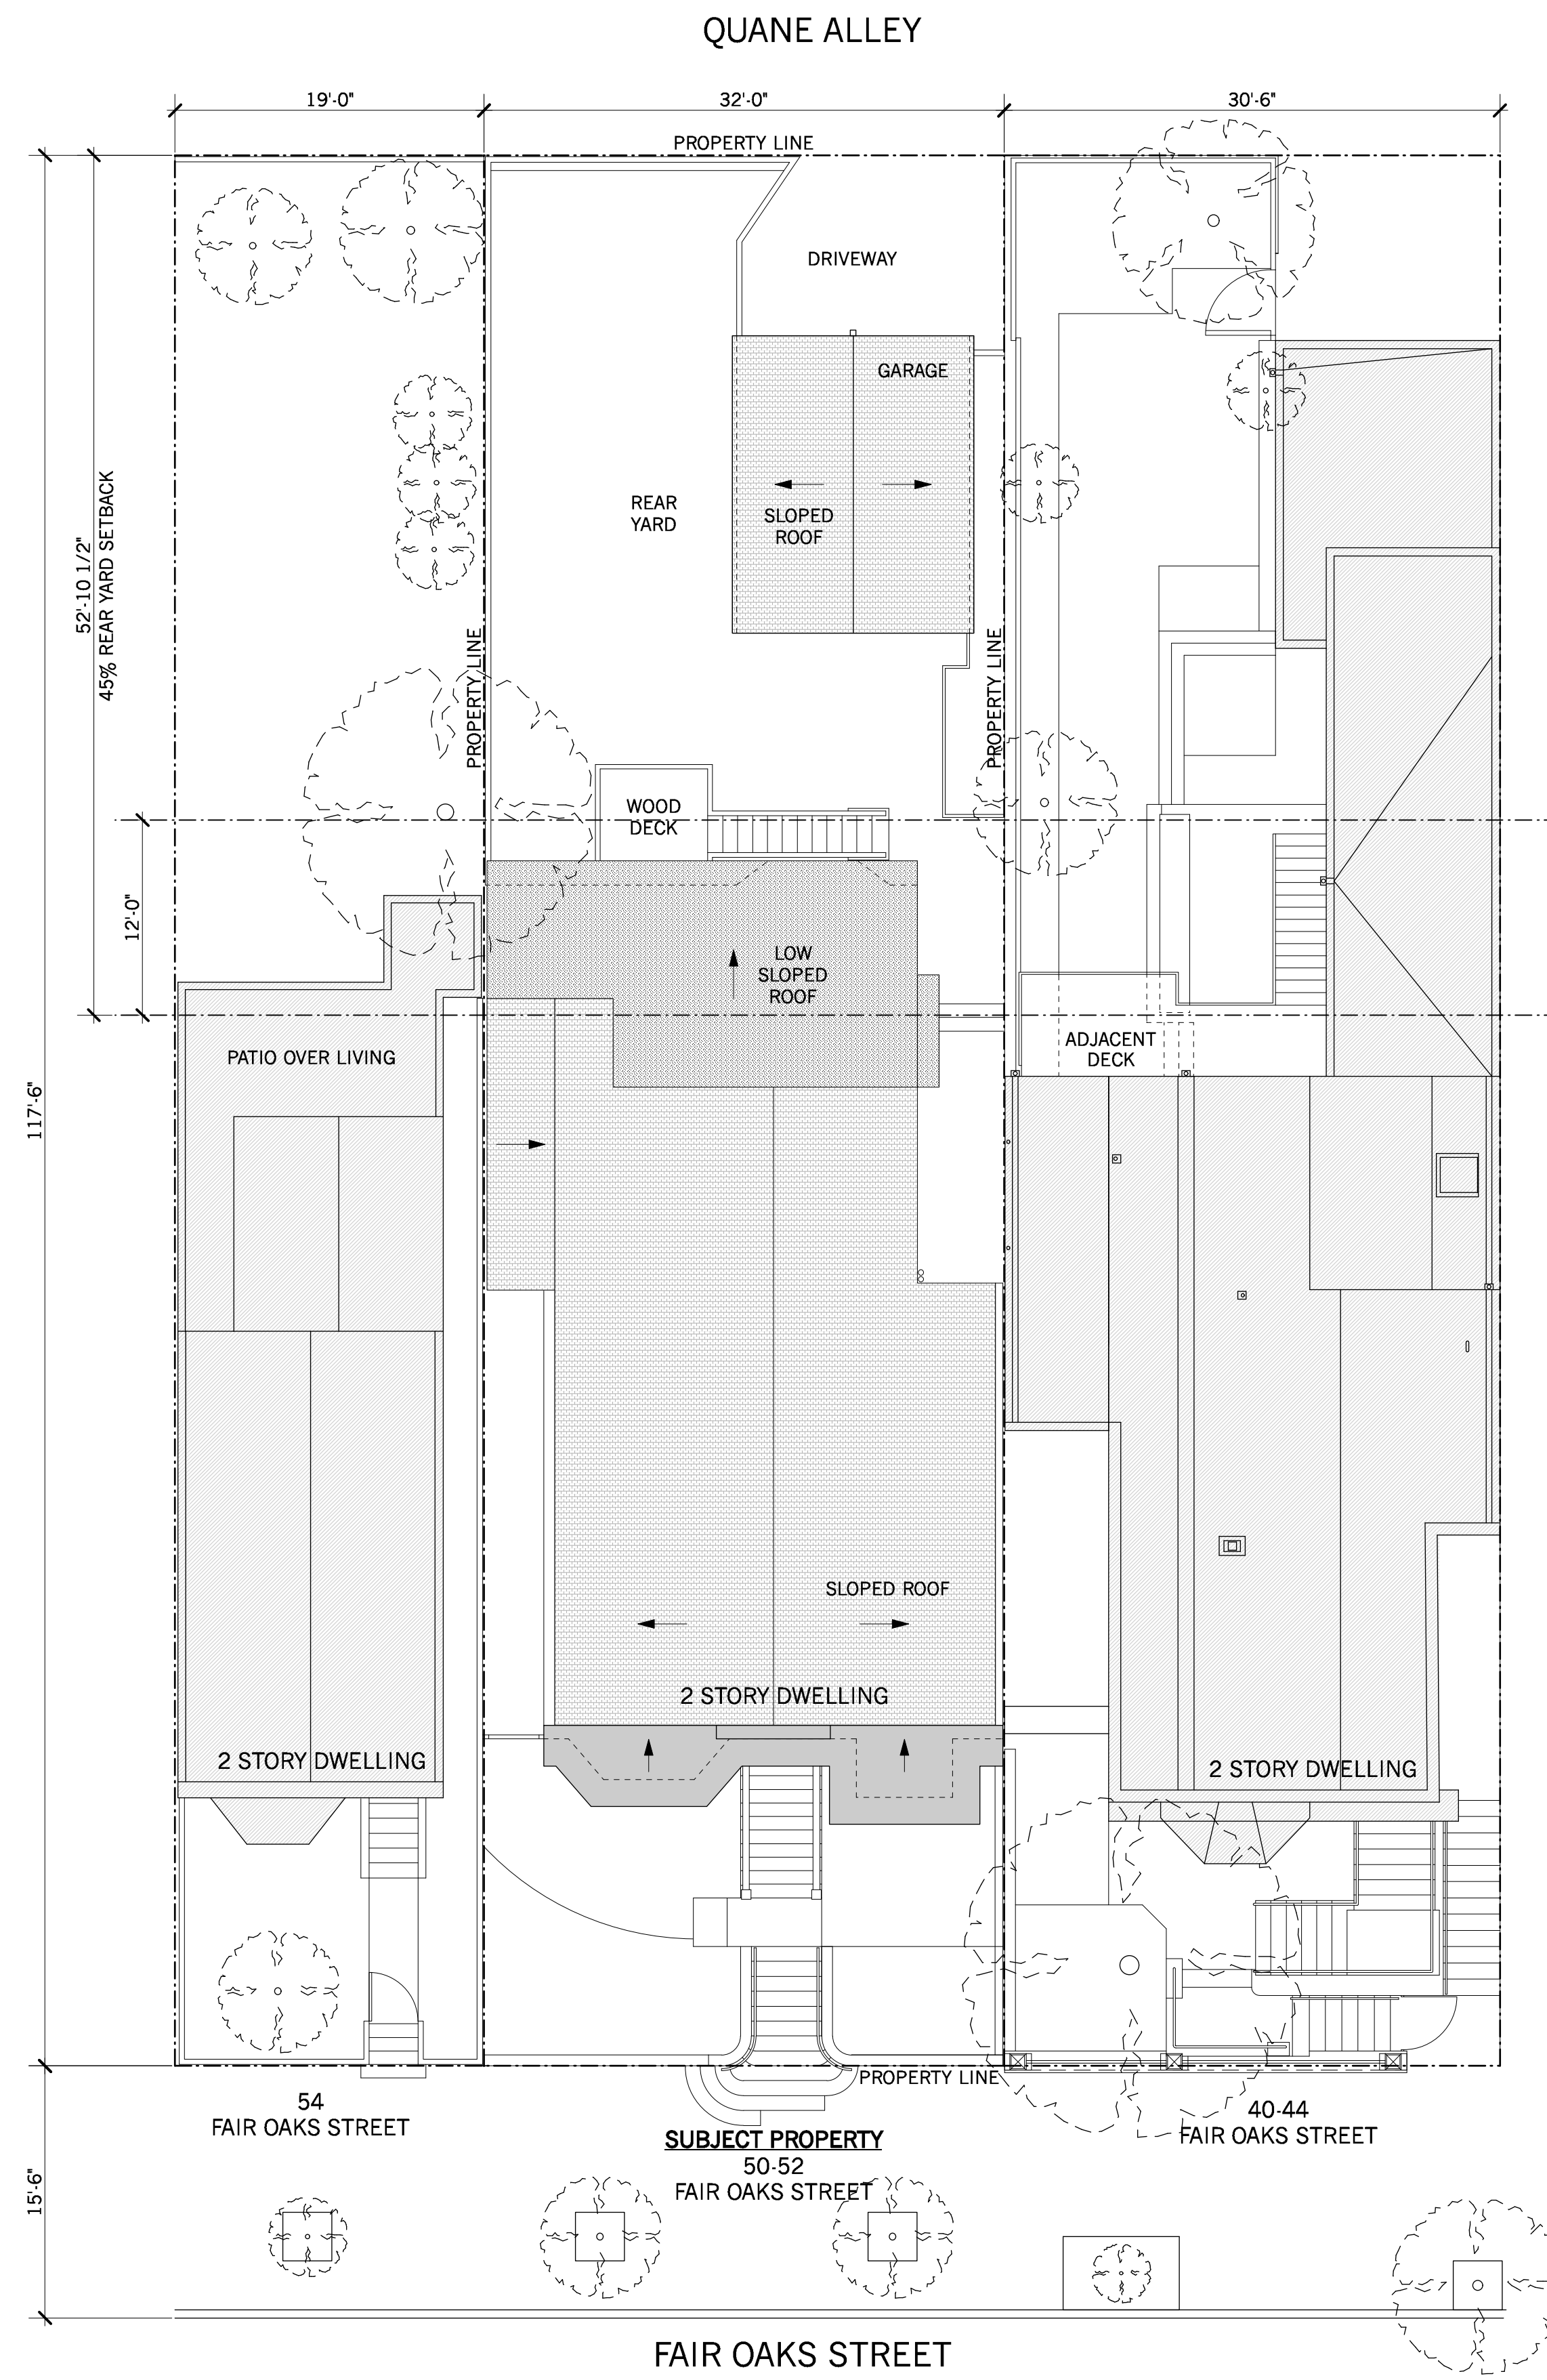 QUANE ALLEY
19'-0"
32'-0"
30'-6"
PROPERTY LINE
DRIVEWAY
GARAGE
REAR
YARD
SLOPED
ROOF
52'-10 1/2"
45% REAR YARD SETBACK
PROPERTY LINE
PROPERTY LINE
WOOD
DECK
12'-0"
LOW
SLOPED
ROOF
PATIO OVER LIVING
ADJACENT
DECK
117'-6"
SLOPED ROOF
2 STORY DWELLING
2 STORY DWELLING
2 STORY DWELLING
PROPERTY LINE
54
FAIR OAKS STREET
40-44
FAIR OAKS STREET
SUBJECT PROPERTY
50-52
FAIR OAKS STREET
15'-6"
FAIR OAKS STREET